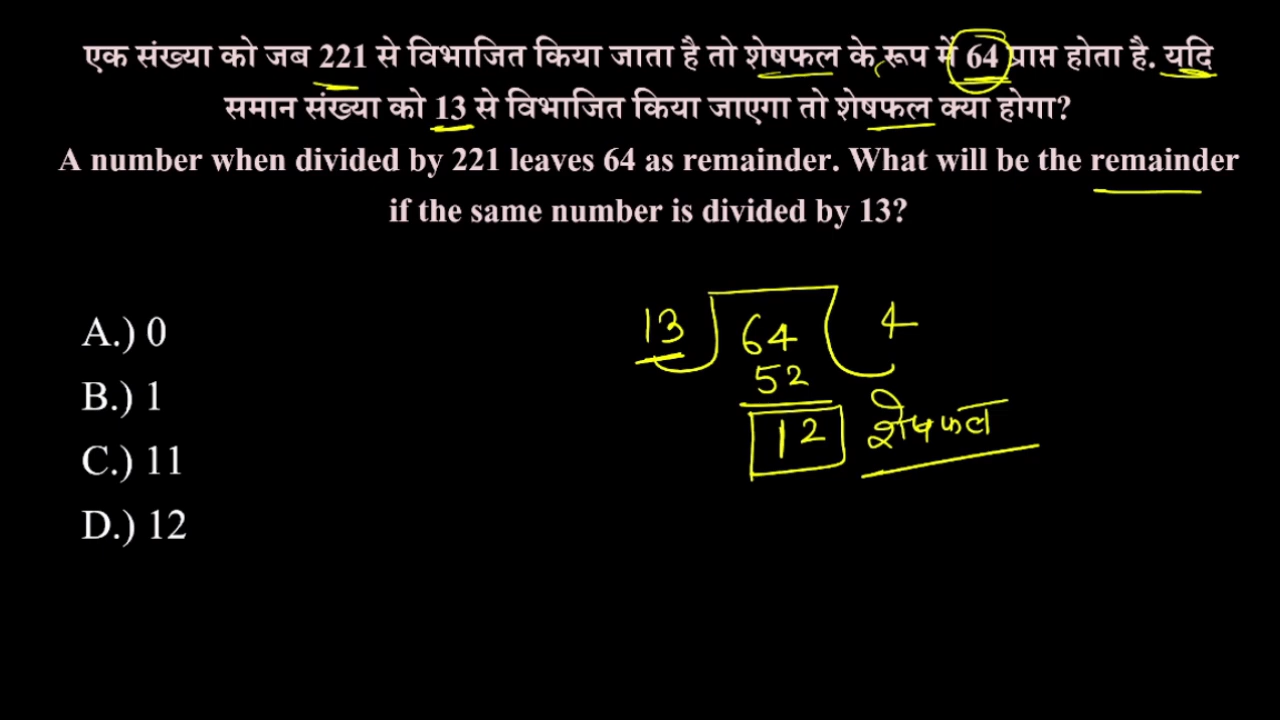 एक संख्या को जब 221 से विभाजित किया जाता है तो शेषफल के रूप में 64 प्राप्त होता है. यदि
समान संख्या को 13 से विभाजित किया जाएगा तो शेषफल क्या होगा?
A number when divided by 221 leaves 64 as remainder. What will be the remainder
if the same number is divided by 13?
A.) 0
B.) 1
C.) 11
D.) 12
13 64 4
52
12 शेषफल